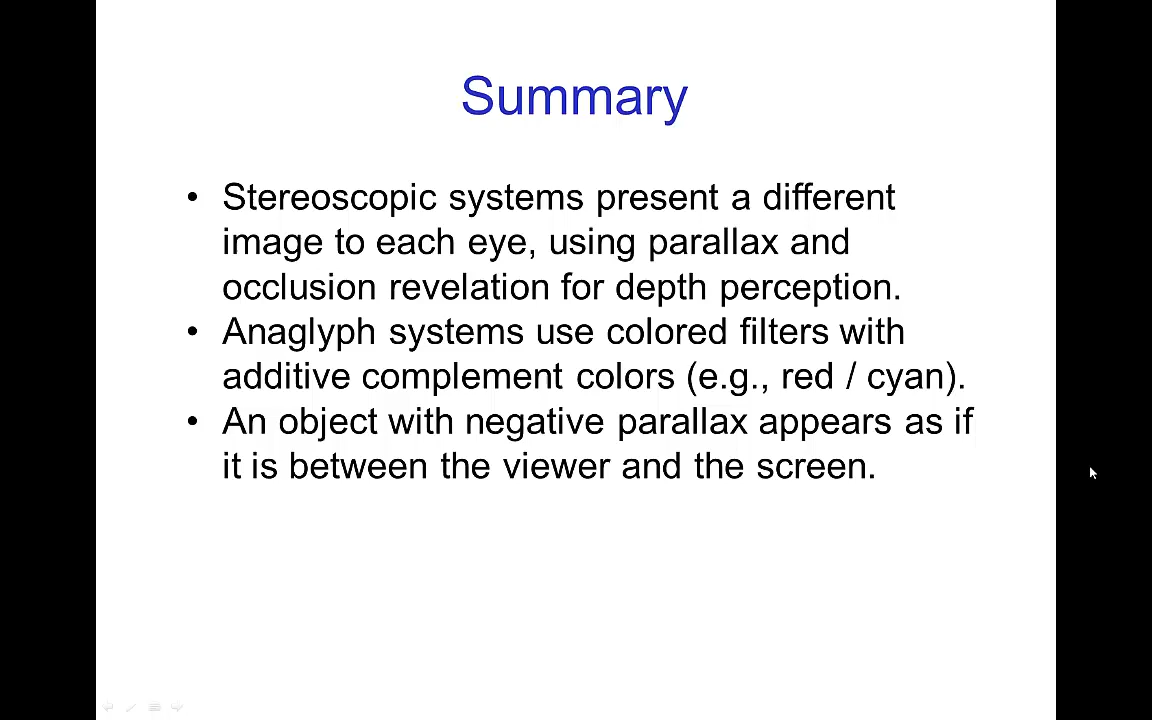 Summary
• Stereoscopic systems present a different
image to each eye, using parallax and
occlusion revelation for depth perception.
• Anaglyph systems use colored filters with
additive complement colors (e.g., red / cyan).
• An object with negative parallax appears as if
it is between the viewer and the screen.